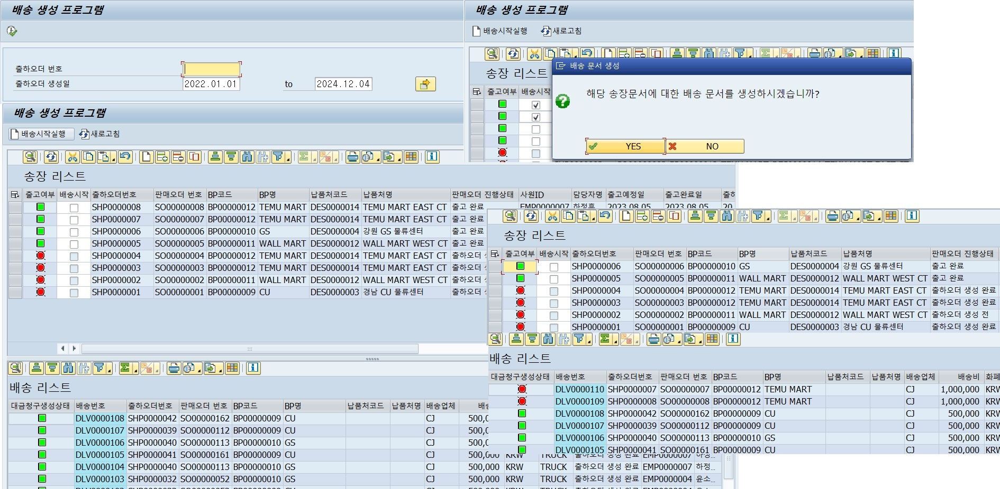 배송 생성 프로그램
출하오더 번호
출하오더 생성일 2022.01.01 to 2024.12.04
배송 생성 프로그램
배송시작실행 새로고침
송장 리스트
출고여부 배송시작
배송 문서 생성
해당 송장문서에 대한 배송 문서를 생성하시겠습니까?
YES NO
배송 생성 프로그램
배송시작실행 새로고침
송장 리스트
출고여부 배송시작 출하오더번호 판매오더 번호 BP코드 BP명 납품처코드 납품처명 판매오더 진행상태 사원ID 담당자명 출고예정일 출고완료일 출하
SHP0000008 SO00000008 BP00000012 TEMU MART DES0000014 TEMU MART EAST CT 출고 완료 EMP0000007 하정훈 2023.08.05 2023.08.05 20
SHP0000007 SO00000007 BP00000012 TEMU MART DES0000014 TEMU MART EAST CT 출고 완료
SHP0000006 SO00000006 BP00000010 GS DES0000004 강원 GS 물류센터 출고 완료
SHP0000005 SO00000005 BP00000011 WALL MART DES0000012 WALL MART WEST CT 출고 완료
SHP0000004 SO00000004 BP00000012 TEMU MART DES0000014 TEMU MART EAST CT 출하오더
SHP0000003 SO00000003 BP00000012 TEMU MART DES0000014 TEMU MART EAST CT 출하오더
SHP0000002 SO00000002 BP00000011 WALL MART DES0000012 WALL MART WEST CT 출하오더
SHP0000001 SO00000001 BP00000009 CU DES0000003 경남 CU 물류센터 출하오더
배송 리스트
대금청구생성상태 배송번호 출하오더번호 판매오더 번호 BP코드 BP명 납품처코드 납품처명 배송업체
DLV0000108 SHP0000042 SO00000162 BP00000009 CU CJ 500,0
DLV0000107 SHP0000039 SO00000112 BP00000009 CU CJ 500,0
DLV0000106 SHP0000040 SO00000113 BP00000010 GS CJ 500,0
DLV0000105 SHP0000041 SO00000161 BP00000009 CU CJ 500,000 KRW TRUCK 출하오더 생성 완료 EMP0000007
DLV0000104 SHP0000040 SO00000113 BP00000010 GS CJ 500,000 KRW TRUCK 출하오더 생성 완료 EMP0000007 하정...
DLV0000103 SHP0000032 SO00000052 BP00000010 GS CJ 500,000 KRW TRUCK 출하오더 생성 완료 EMP0000004 윤소...
송장 리스트
출고여부 배송시작 출하오더번호 판매오더 번호 BP코드 BP명 납품처코드 납품처명 판매오더 진행상태
SHP0000006 SO00000006 BP00000010 GS DES0000004 강원 GS 물류센터 출고 완료
SHP0000005 SO00000005 BP00000011 WALL MART DES0000012 WALL MART WEST CT 출고 완료
SHP0000004 SO00000004 BP00000012 TEMU MART DES0000014 TEMU MART EAST CT 출하오더 생성 완료
SHP0000003 SO00000003 BP00000012 TEMU MART DES0000014 TEMU MART EAST CT 출하오더 생성 완료
SHP0000002 SO00000002 BP00000011 WALL MART DES0000012 WALL MART WEST CT 출하오더 생성 전
SHP0000001 SO00000001 BP00000009 CU DES0000003 경남 CU 물류센터 출하오더 생성 완료
배송 리스트
대금청구생성상태 배송번호 출하오더번호 판매오더 번호 BP코드 BP명 납품처코드 납품처명 배송업체 배송비 화폐
DLV0000110 SHP0000007 SO00000007 BP00000012 TEMU MART CJ 1,000,000 KRW
DLV0000109 SHP0000008 SO00000008 BP00000012 TEMU MART CJ 1,000,000 KRW
DLV0000108 SHP0000042 SO00000162 BP00000009 CU CJ 500,000 KRW
DLV0000107 SHP0000039 SO00000112 BP00000009 CU CJ 500,000 KRW
DLV0000106 SHP0000040 SO00000113 BP00000010 GS CJ 500,000 KRW
DLV0000105 SHP0000041 SO00000161 BP00000009 CU CJ 500,000 KRW